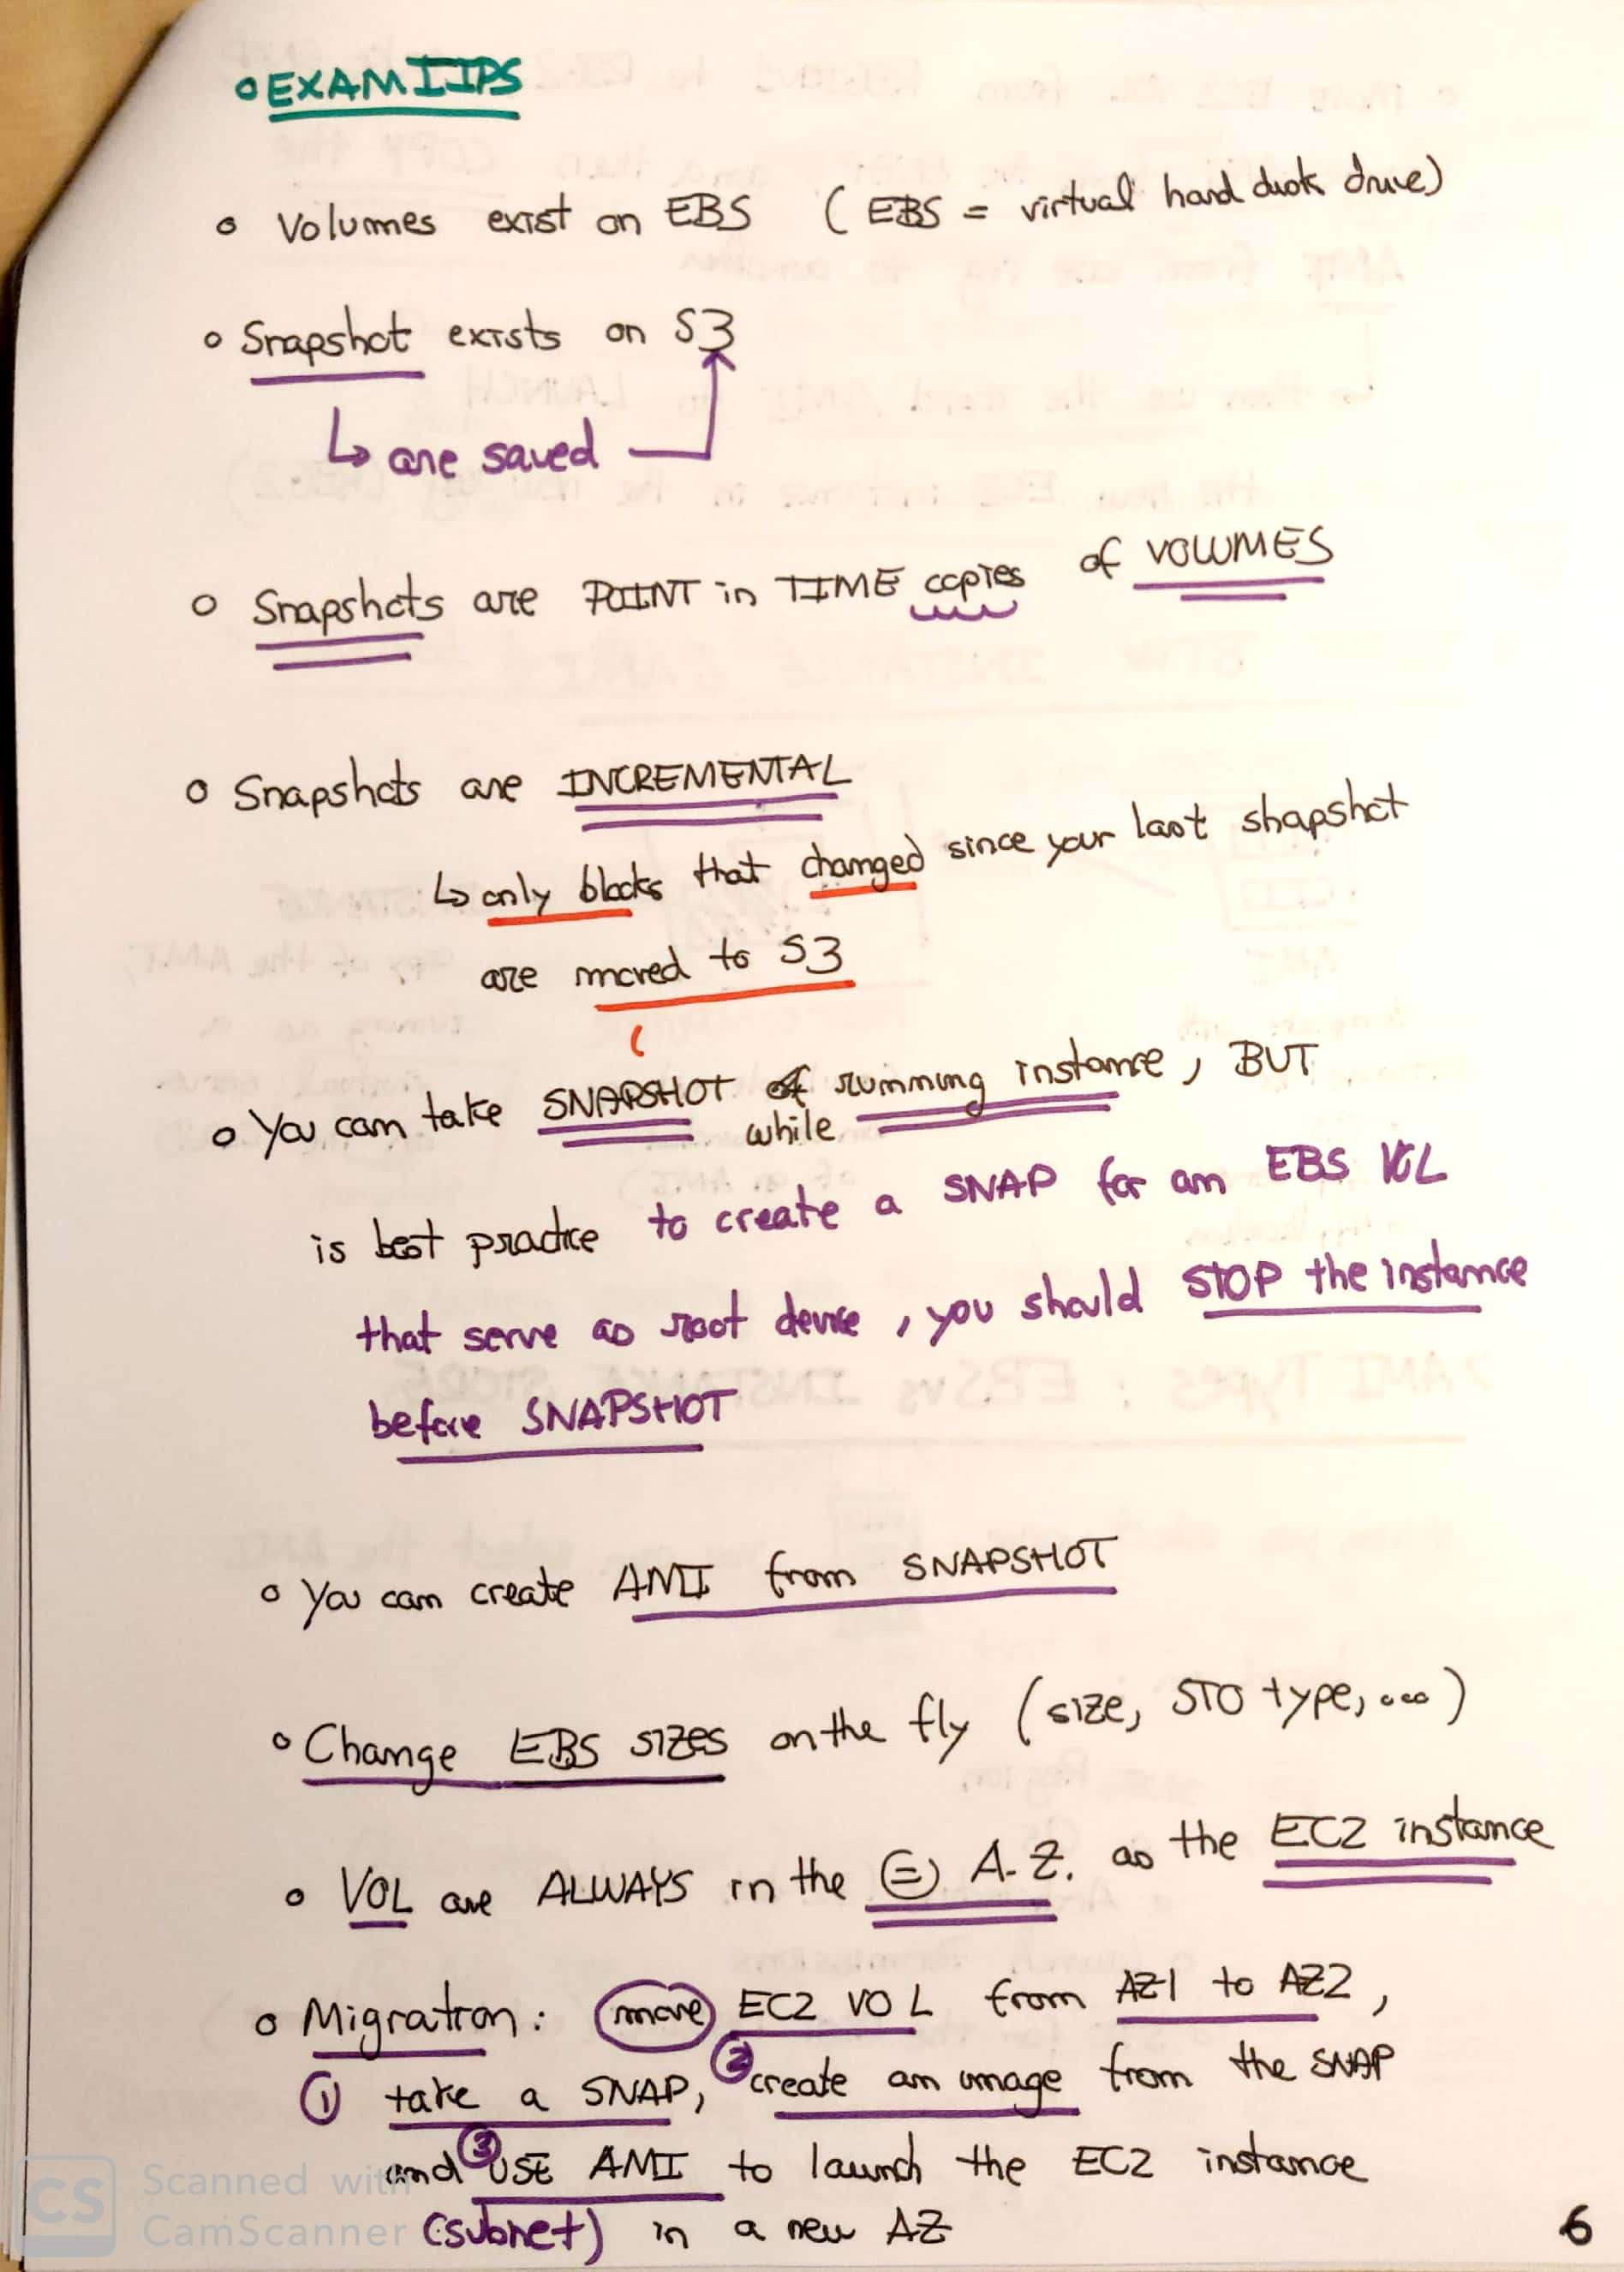 o EXAM TIPS
o Volumes exist on EBS (EBS = virtual hard disk drive)
o Snapshot exists on S3
↳ are saved
o Snapshots are POINT in TIME copies of VOLUMES
o Snapshots are INCREMENTAL
↳ only blocks that changed since your last shapshot
are moved to S3
o You can take SNAPSHOT of running instance, BUT
while
is best practice to create a SNAP for an EBS VOL
that serve as root device, you should STOP the instance
before SNAPSHOT
o You can create AMI from SNAPSHOT
o Change EBS sizes on the fly (size, STO type, ...)
o VOL are ALWAYS in the (=) A.Z. as the EC2 instance
o Migration: move EC2 VOL from AZ1 to AZ2,
① take a SNAP, ② create an image from the SNAP
and ③ USE AMI to launch the EC2 instance
(subnet) in a new AZ
CS Scanned with
CamScanner
6